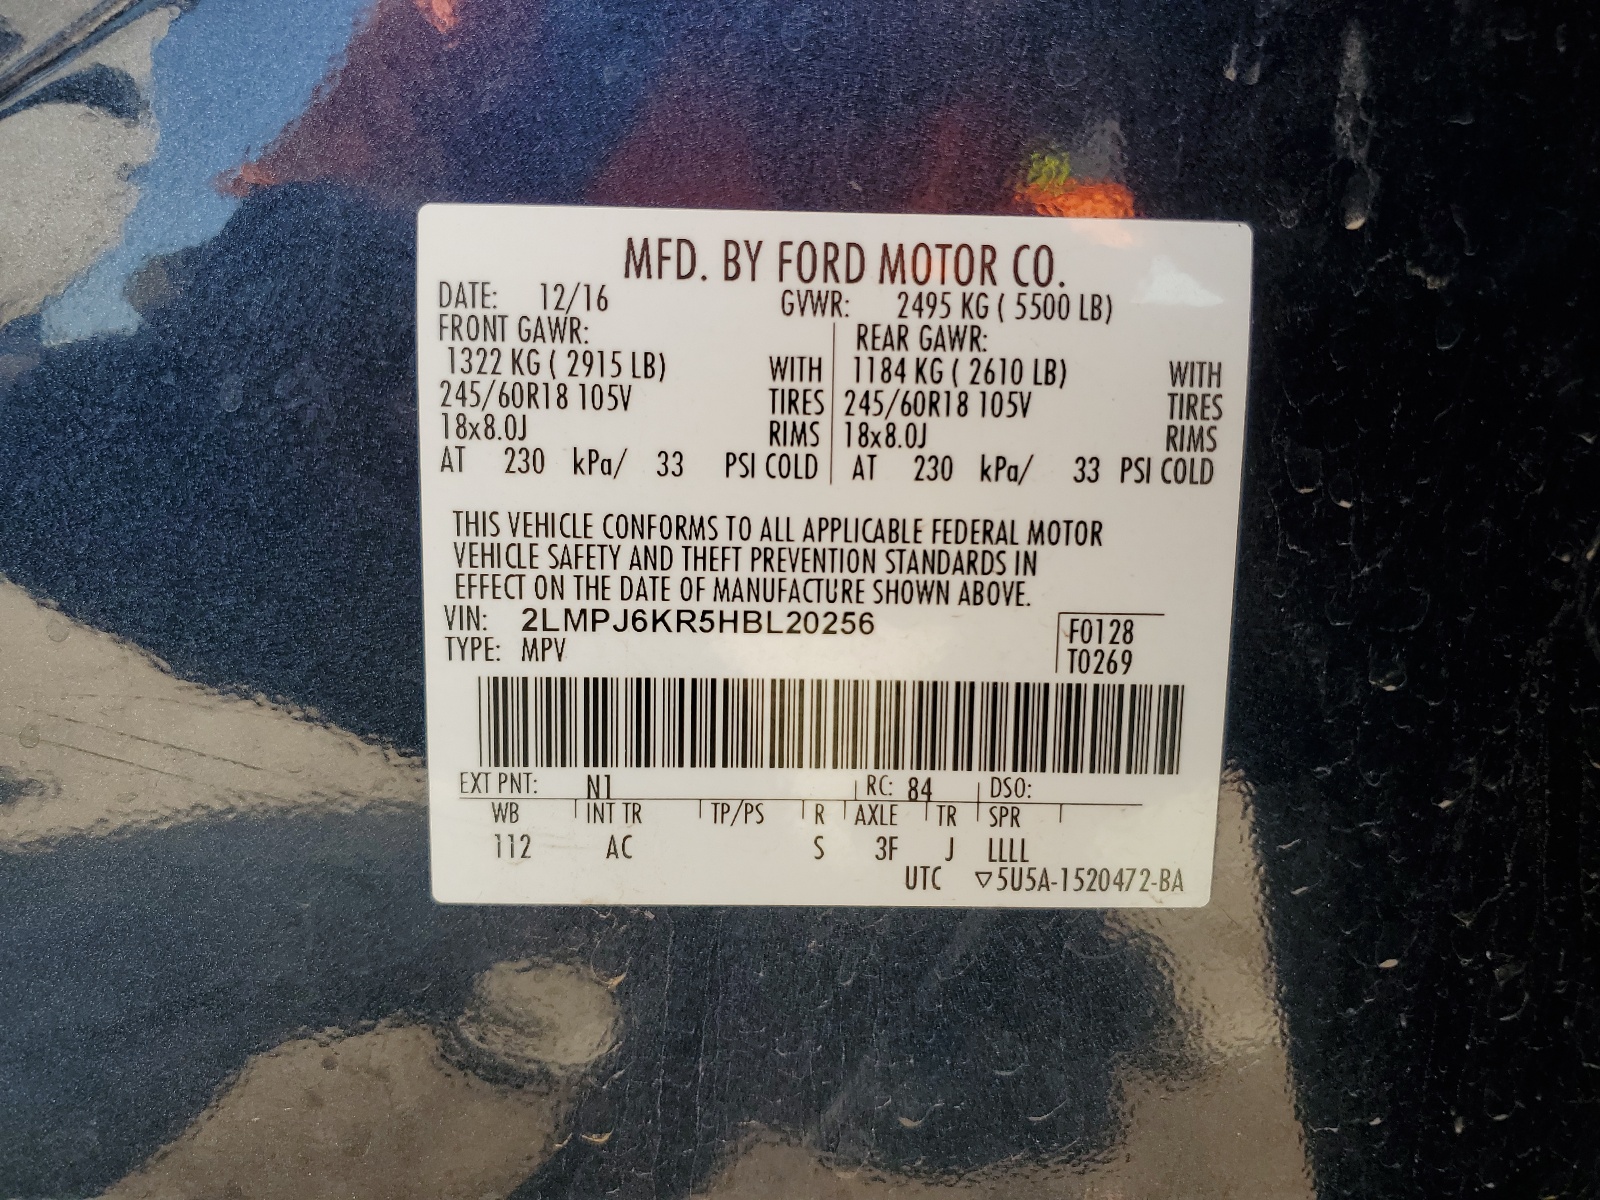 MFD. BY FORD MOTOR CO.
DATE: 12/16 GVWR: 2495 KG ( 5500 LB)
FRONT GAWR: REAR GAWR:
1322 KG ( 2915 LB) WITH 1184 KG ( 2610 LB) WITH
245/60R18 105V TIRES 245/60R18 105V TIRES
18x8.0J RIMS 18x8.0J RIMS
AT 230 kPa/ 33 PSI COLD AT 230 kPa/ 33 PSI COLD
THIS VEHICLE CONFORMS TO ALL APPLICABLE FEDERAL MOTOR
VEHICLE SAFETY AND THEFT PREVENTION STANDARDS IN
EFFECT ON THE DATE OF MANUFACTURE SHOWN ABOVE.
VIN: 2LMPJ6KR5HBL20256 F0128
TYPE: MPV T0269
EXT PNT: N1 RC: 84 DSO:
WB INT TR TP/PS R AXLE TR SPR
112 AC S 3F J LLLL
UTC ▽5U5A-1520472-BA